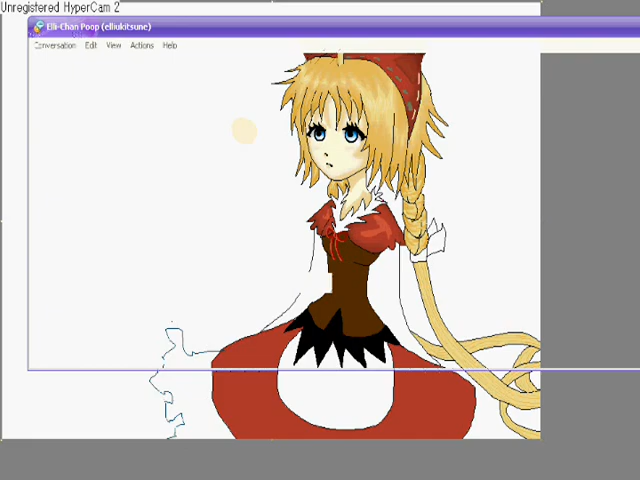 Unregistered HyperCam 2
Elli-Chan Poop (elliukitsune)
Conversation Edit View Actions Help